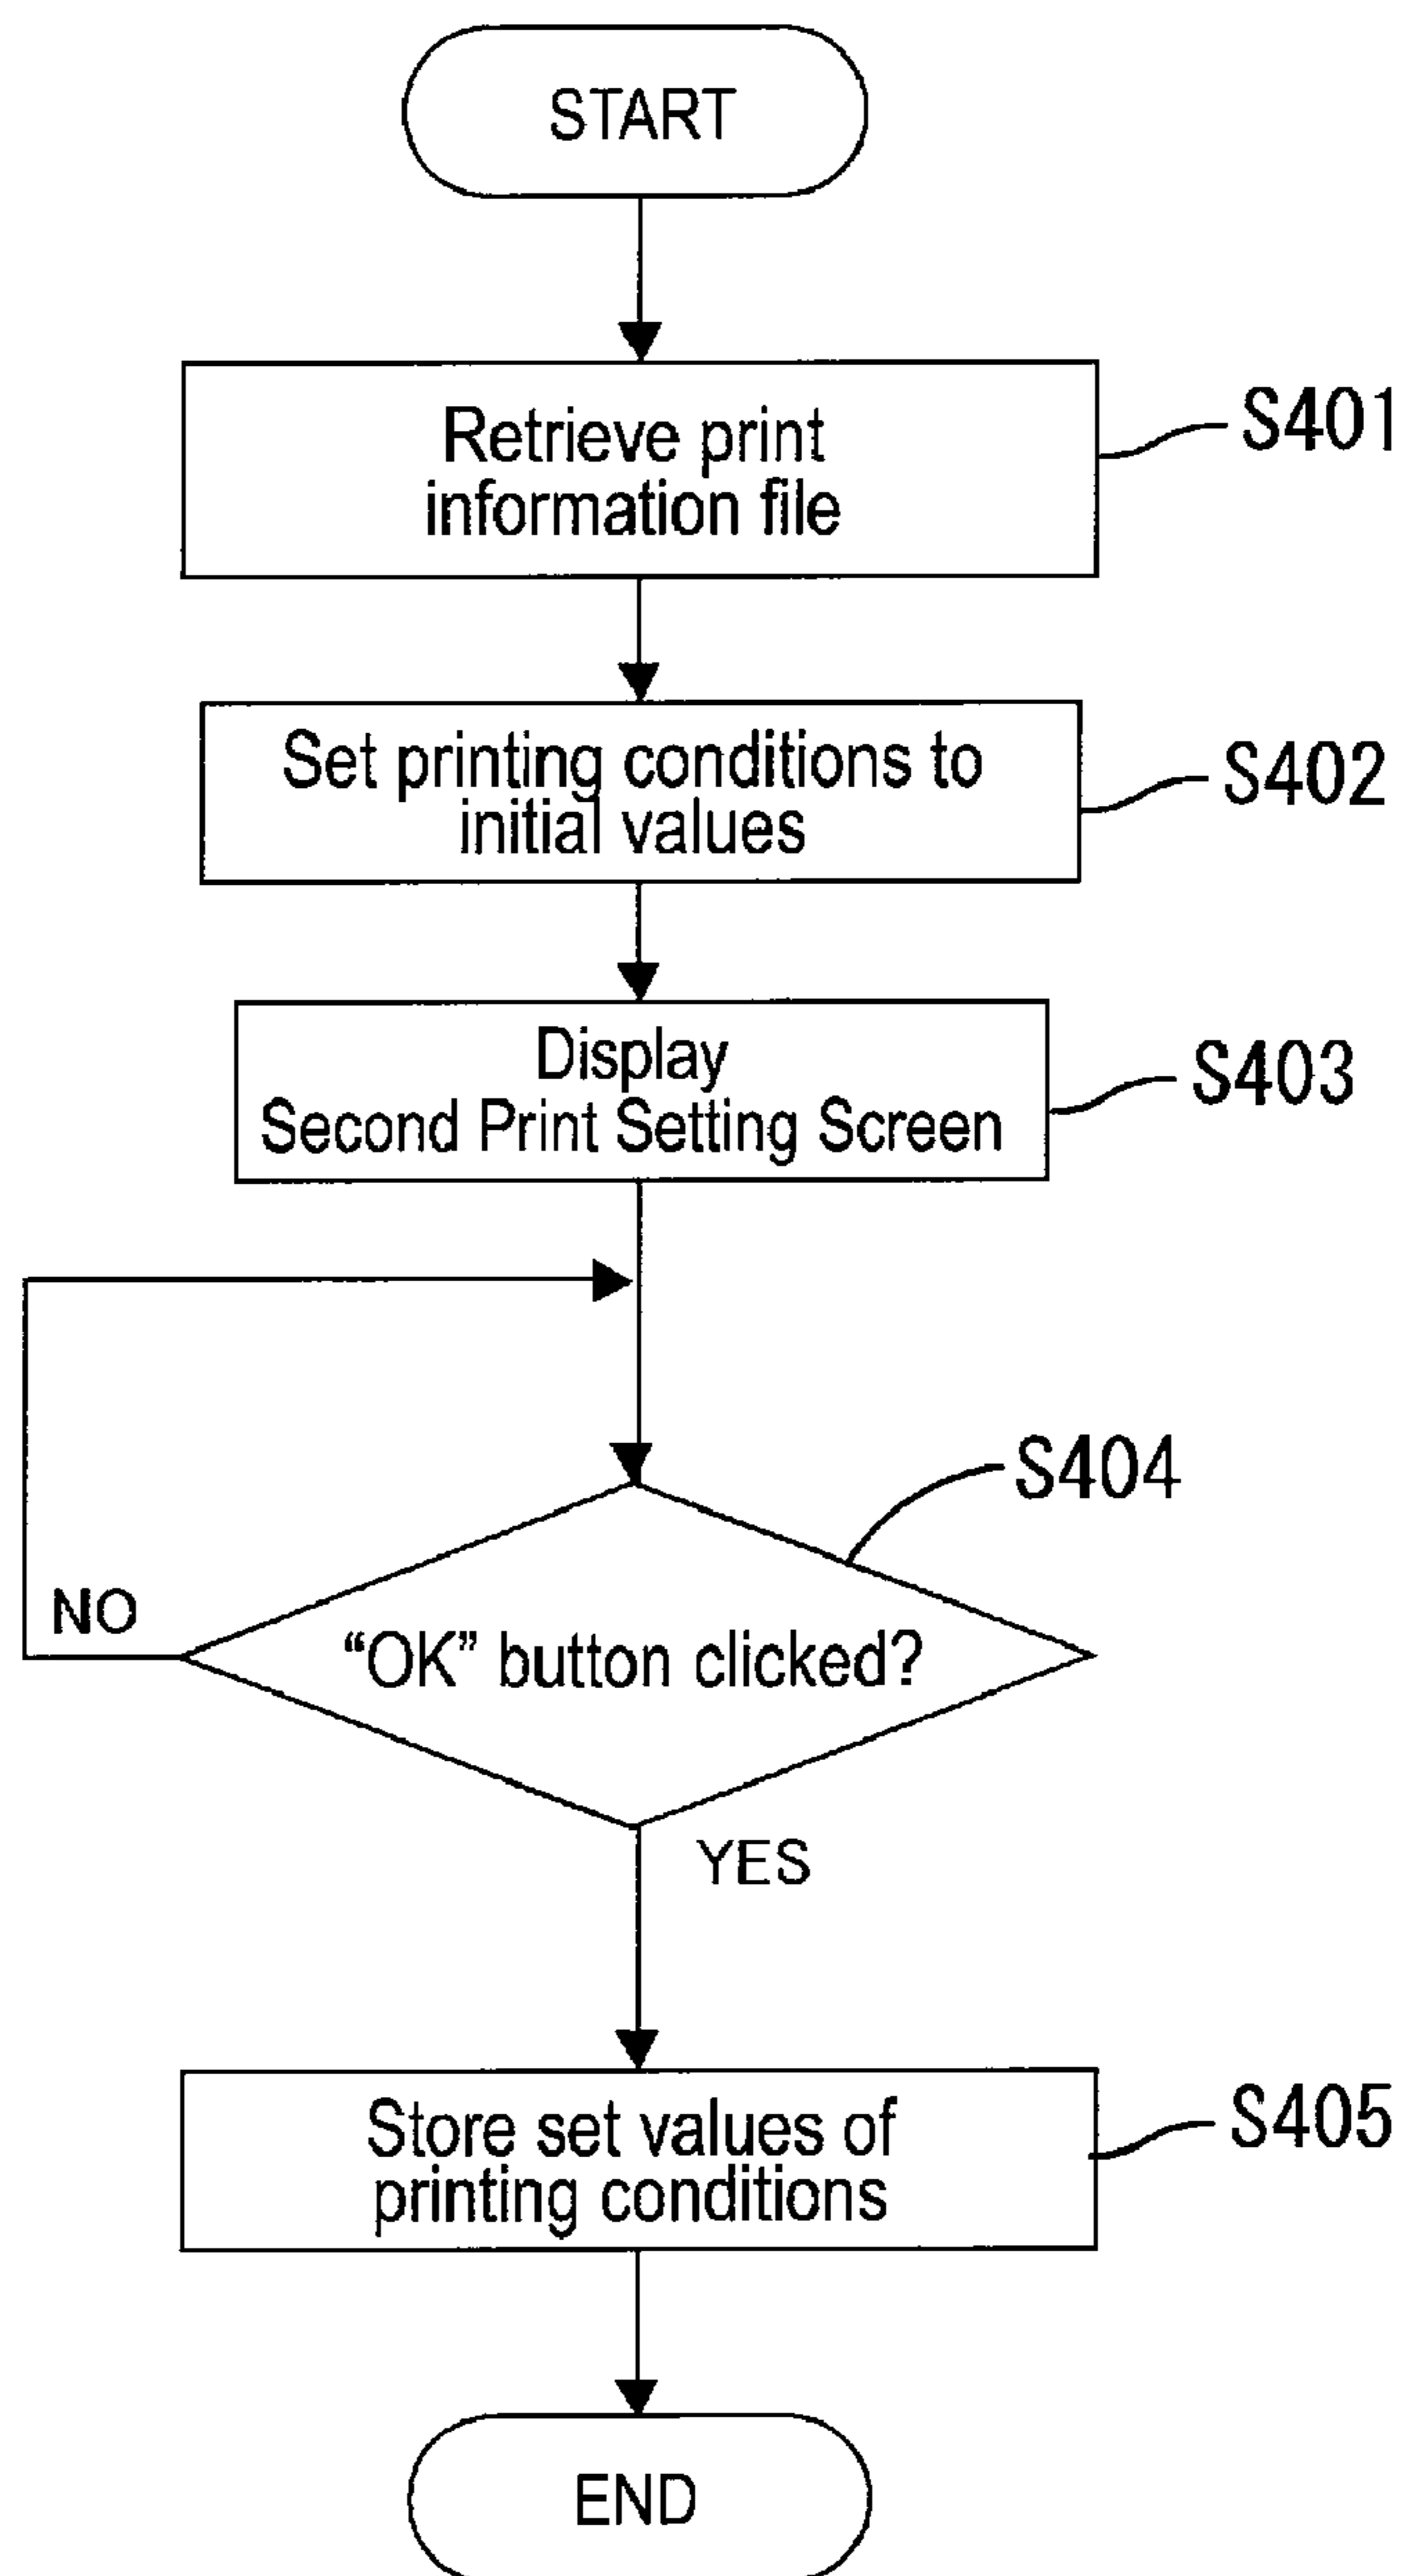 START
Retrieve print
information file
S401
Set printing conditions to
initial values
S402
Display
Second Print Setting Screen
S403
S404
NO
“OK” button clicked?
YES
Store set values of
printing conditions
S405
END